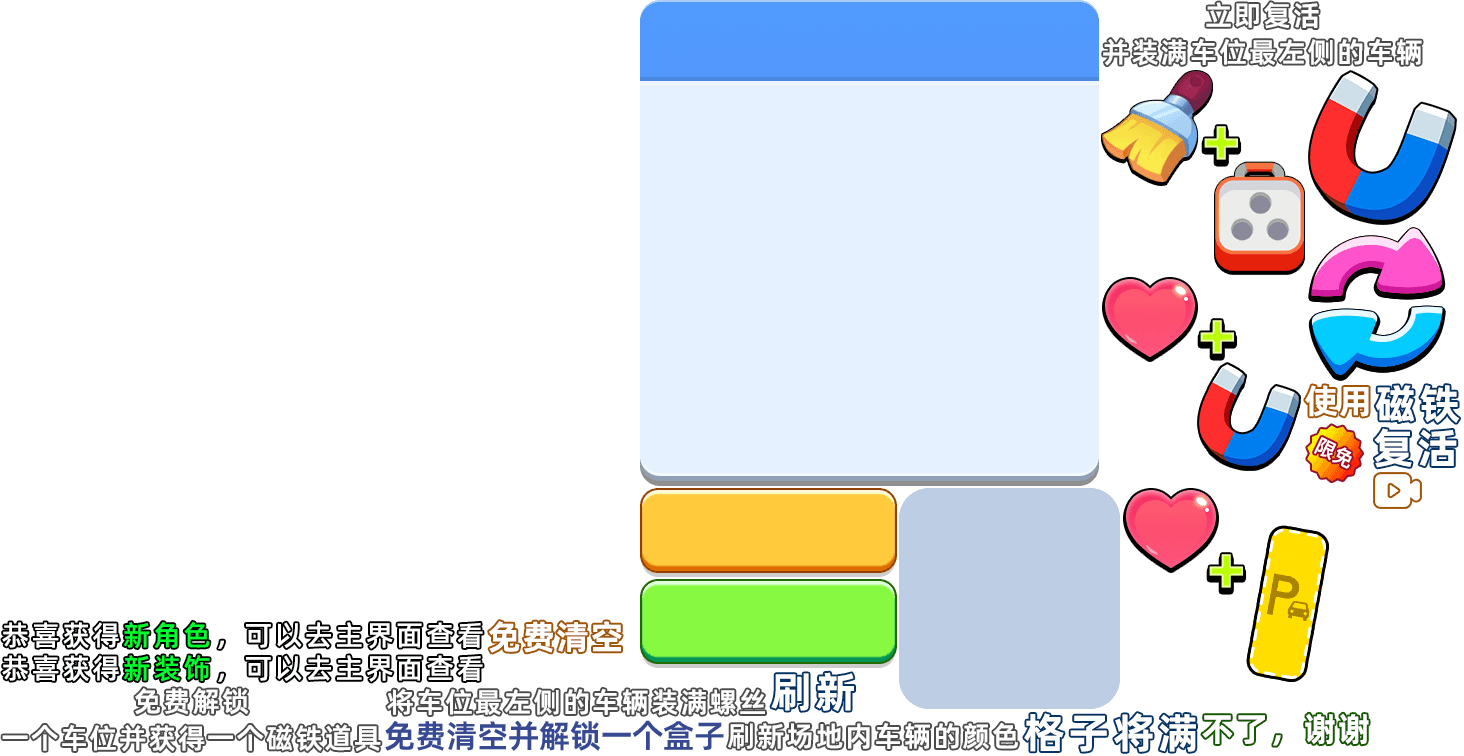 立即复活
并装满车位最左侧的车辆
使用
磁铁
复活
限免
P
恭喜获得新角色，可以去主界面查看
免费清空
恭喜获得新装饰，可以去主界面查看
免费解锁
一个车位并获得一个磁铁道具
将车位最左侧的车辆装满螺丝
刷新
免费清空并解锁一个盒子
刷新场地内车辆的颜色
格子将满
不了，谢谢